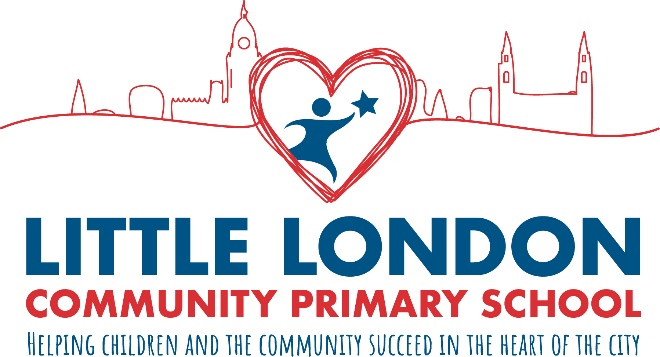 LITTLE LONDON
COMMUNITY PRIMARY SCHOOL
HELPING CHILDREN AND THE COMMUNITY SUCCEED IN THE HEART OF THE CITY